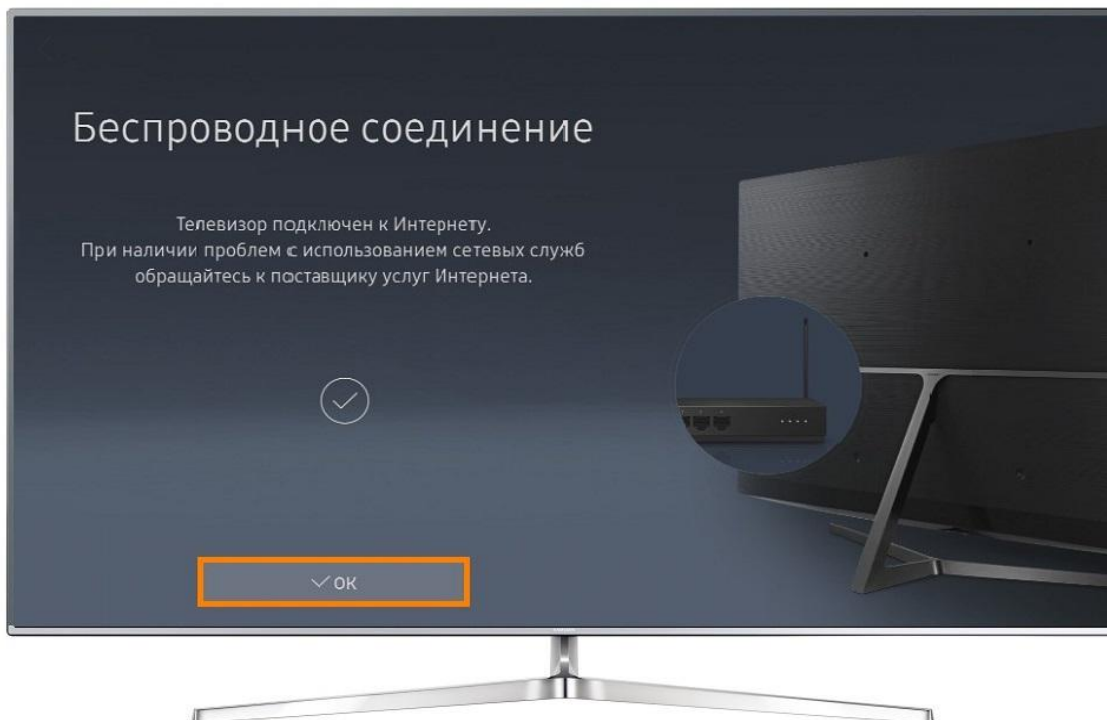 Беспроводное соединение
Телевизор подключен к Интернету.
При наличии проблем с использованием сетевых служб
обращайтесь к поставщику услуг Интернета.
ОК